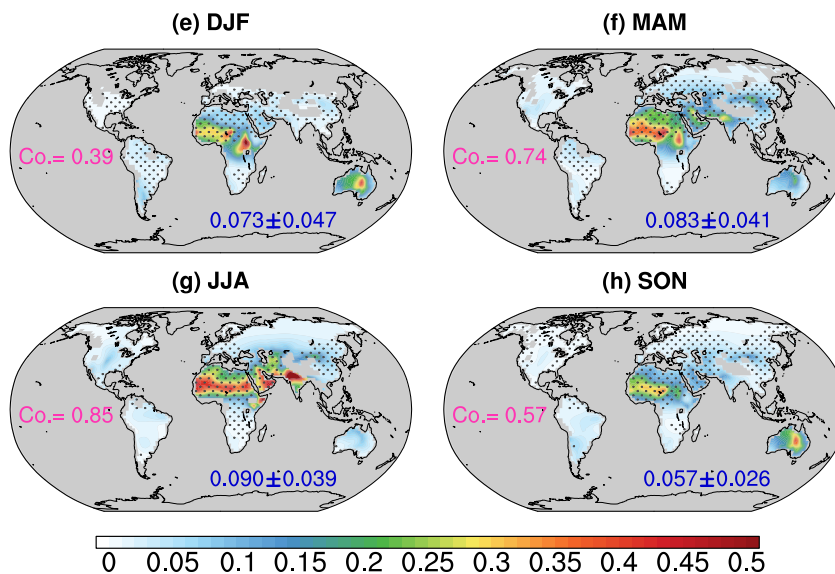 (e) DJF
Co.= 0.39
0.073±0.047
(f) MAM
Co.= 0.74
0.083±0.041
(g) JJA
Co.= 0.85
0.090±0.039
(h) SON
Co.= 0.57
0.057±0.026
0 0.05 0.1 0.15 0.2 0.25 0.3 0.35 0.4 0.45 0.5